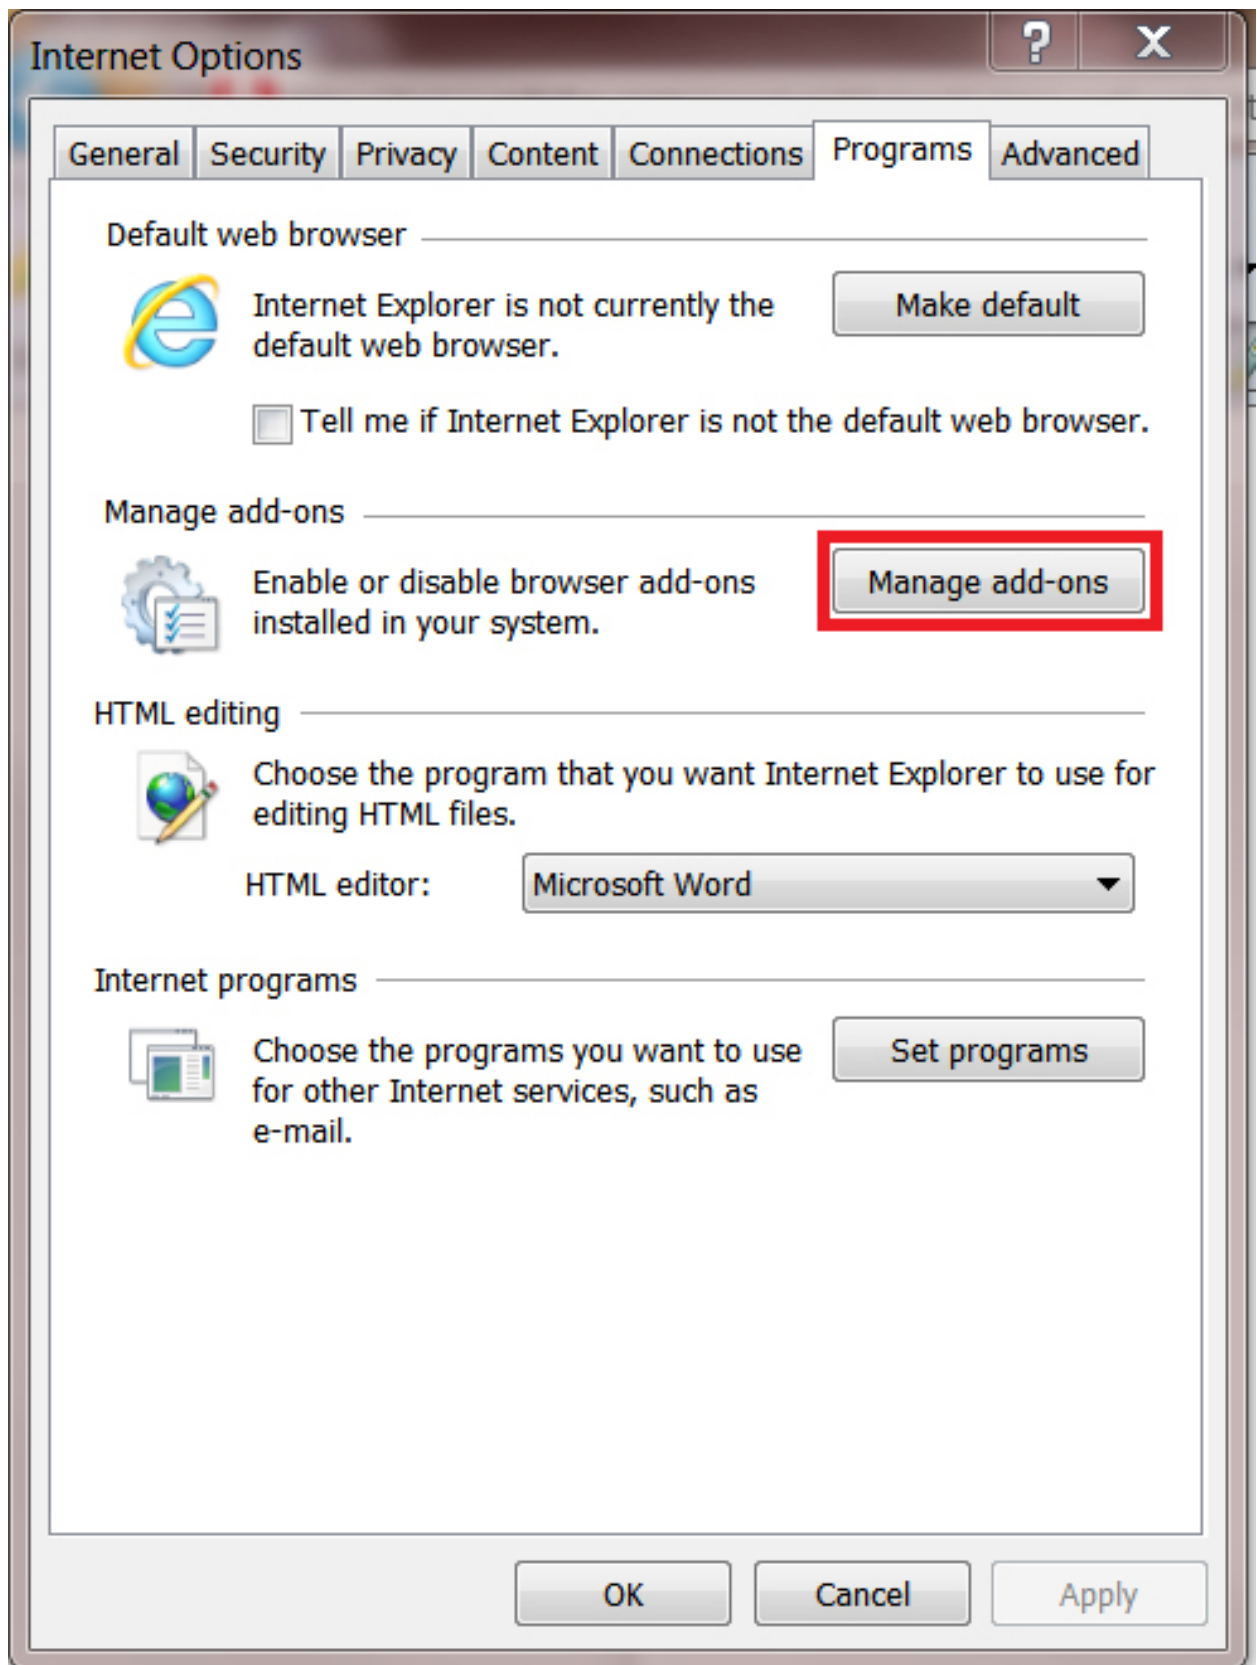 Internet Options
General Security Privacy Content Connections Programs Advanced
Default web browser
Internet Explorer is not currently the
default web browser.
Make default
Tell me if Internet Explorer is not the default web browser.
Manage add-ons
Enable or disable browser add-ons
installed in your system.
Manage add-ons
HTML editing
Choose the program that you want Internet Explorer to use for
editing HTML files.
HTML editor: Microsoft Word
Internet programs
Choose the programs you want to use
for other Internet services, such as
e-mail.
Set programs
OK Cancel Apply